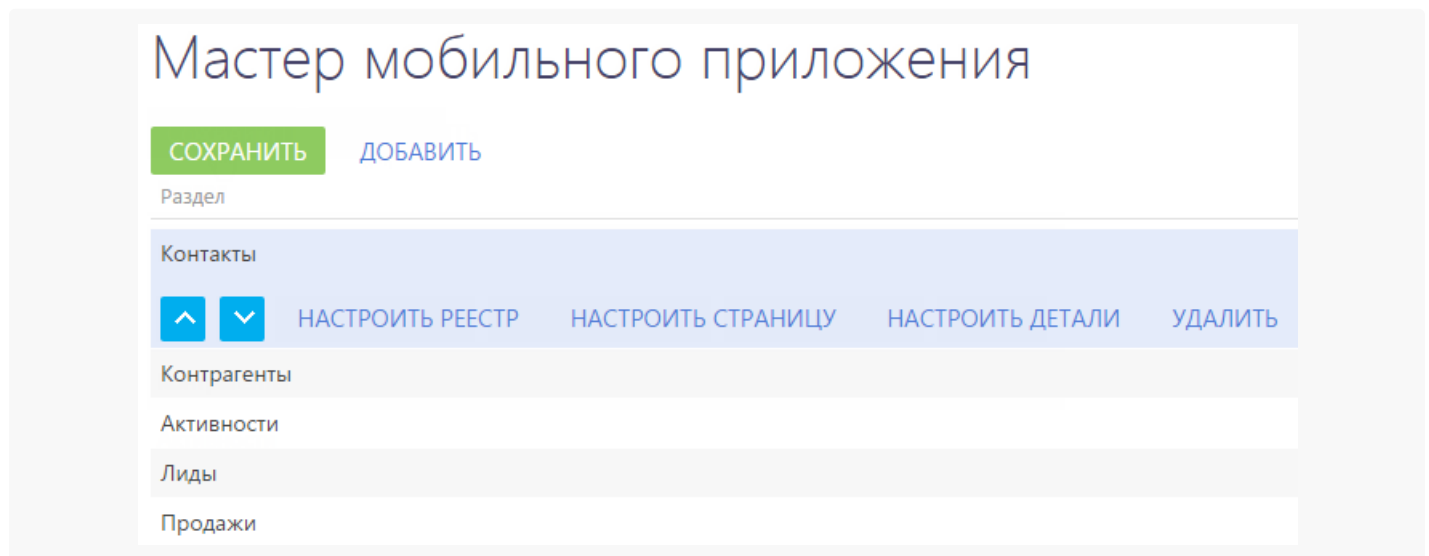 Мастер мобильного приложения
СОХРАНИТЬ ДОБАВИТЬ
Раздел
Контакты
НАСТРОИТЬ РЕЕСТР НАСТРОИТЬ СТРАНИЦУ НАСТРОИТЬ ДЕТАЛИ УДАЛИТЬ
Контрагенты
Активности
Лиды
Продажи